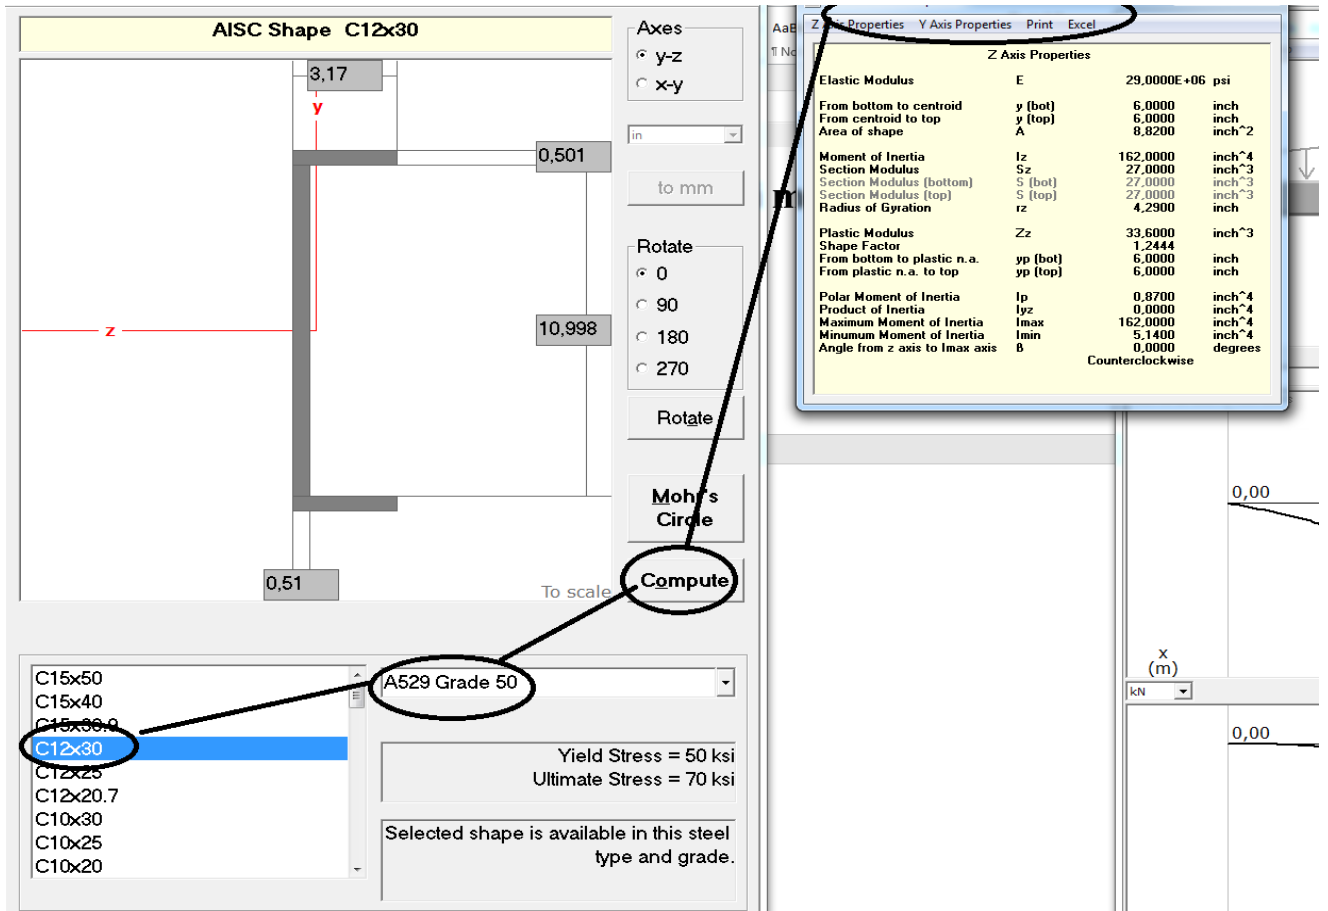 AISC Shape  C12x30
3,17
y
z
0,501
10,998
0,51
To scale
Axes
y-z
x-y
in
to mm
Rotate
0
90
180
270
Rotate
Mohr's
Circle
Compute
C15x50
C15x40
C15x33.9
C12x30
C12x25
C12x20.7
C10x30
C10x25
C10x20
A529 Grade 50
Yield Stress = 50 ksi
Ultimate Stress = 70 ksi
Selected shape is available in this steel
type and grade.
Z Axis Properties  Y Axis Properties  Print  Excel
Z Axis Properties
Elastic Modulus  E  29,0000E+06  psi
From bottom to centroid  y (bot)  6,0000  inch
From centroid to top  y (top)  6,0000  inch
Area of shape  A  8,8200  inch^2
Moment of Inertia  Iz  162,0000  inch^4
Section Modulus  Sz  27,0000  inch^3
Section Modulus (bottom)  S (bot)  27,0000  inch^3
Section Modulus (top)  S (top)  27,0000  inch^3
Radius of Gyration  rz  4,2900  inch
Plastic Modulus  Zz  33,6000  inch^3
Shape Factor  1,2444
From bottom to plastic n.a.  yp (bot)  6,0000  inch
From plastic n.a. to top  yp (top)  6,0000  inch
Polar Moment of Inertia  Ip  0,8700  inch^4
Product of Inertia  Iyz  0,0000  inch^4
Maximum Moment of Inertia  Imax  162,0000  inch^4
Minumum Moment of Inertia  Imin  5,1400  inch^4
Angle from z axis to Imax axis  ß  0,0000  degrees
Counterclockwise
AaB
¶ No
m
0,00
x
(m)
kN
0,00